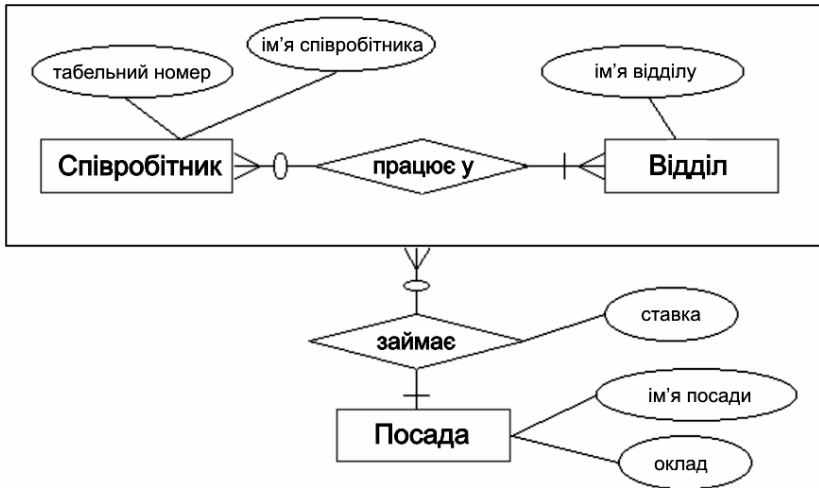 ім’я співробітника
табельний номер
ім’я відділу
Співробітник
працює у
Відділ
займає
ставка
ім’я посади
Посада
оклад